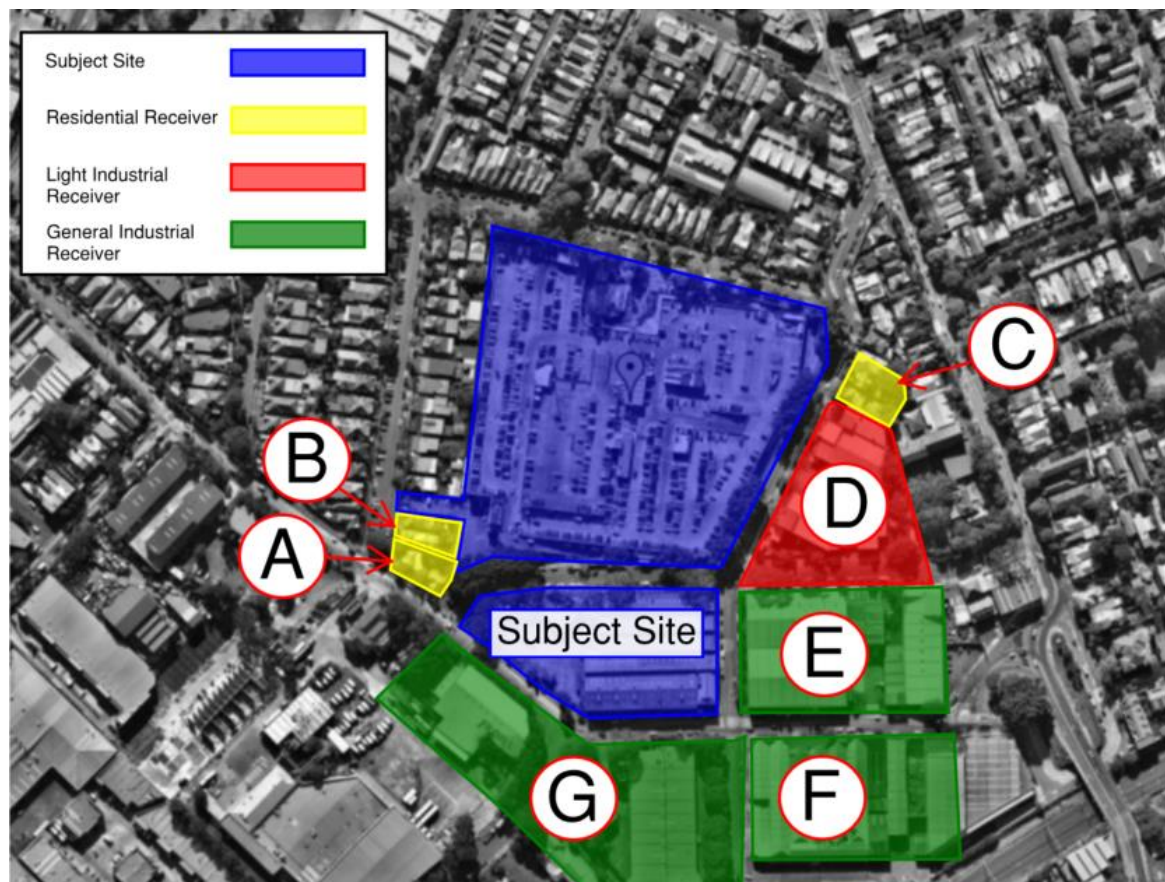 Subject Site
Residential Receiver
Light Industrial
Receiver
General Industrial
Receiver
C
B
D
A
Subject Site
E
G
F